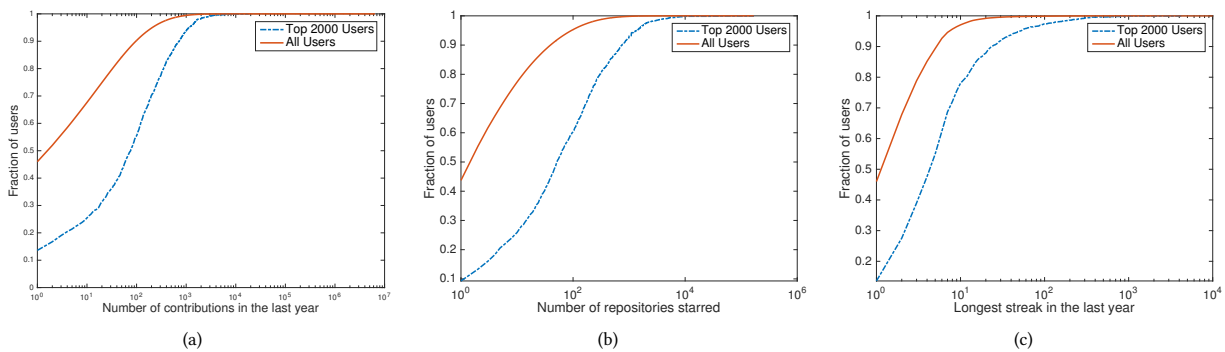 1
0.9
0.8
0.7
0.6
0.5
0.4
0.3
0.2
0.1
0
Fraction of users
10^0 10^1 10^2 10^3 10^4 10^5 10^6 10^7
Number of contributions in the last year
Top 2000 Users
All Users
(a)
1
0.9
0.8
0.7
0.6
0.5
0.4
0.3
0.2
0.1
Fraction of users
10^0 10^2 10^4 10^6
Number of repositories starred
Top 2000 Users
All Users
(b)
1
0.9
0.8
0.7
0.6
0.5
0.4
0.3
0.2
Fraction of users
10^0 10^1 10^2 10^3 10^4
Longest streak in the last year
Top 2000 Users
All Users
(c)